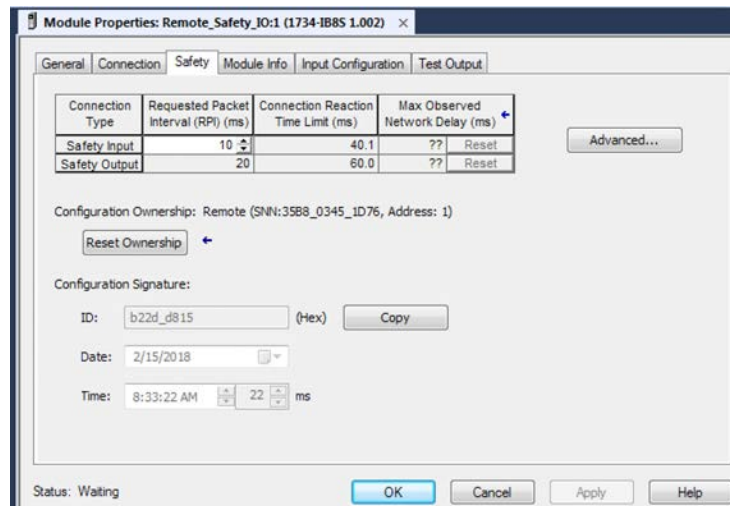 Module Properties: Remote_Safety_IO:1 (1734-IB8S 1.002) ×
General Connection Safety Module Info Input Configuration Test Output
Connection Type Requested Packet Interval (RPI) (ms) Connection Reaction Time Limit (ms) Max Observed Network Delay (ms)
Safety Input 10 40.1 ?? Reset
Safety Output 20 60.0 ?? Reset
Advanced...
Configuration Ownership: Remote (SNN:35B8_0345_1D76, Address: 1)
Reset Ownership
Configuration Signature:
ID: b22d_d815 (Hex) Copy
Date: 2/15/2018
Time: 8:33:22 AM 22 ms
Status: Waiting OK Cancel Apply Help